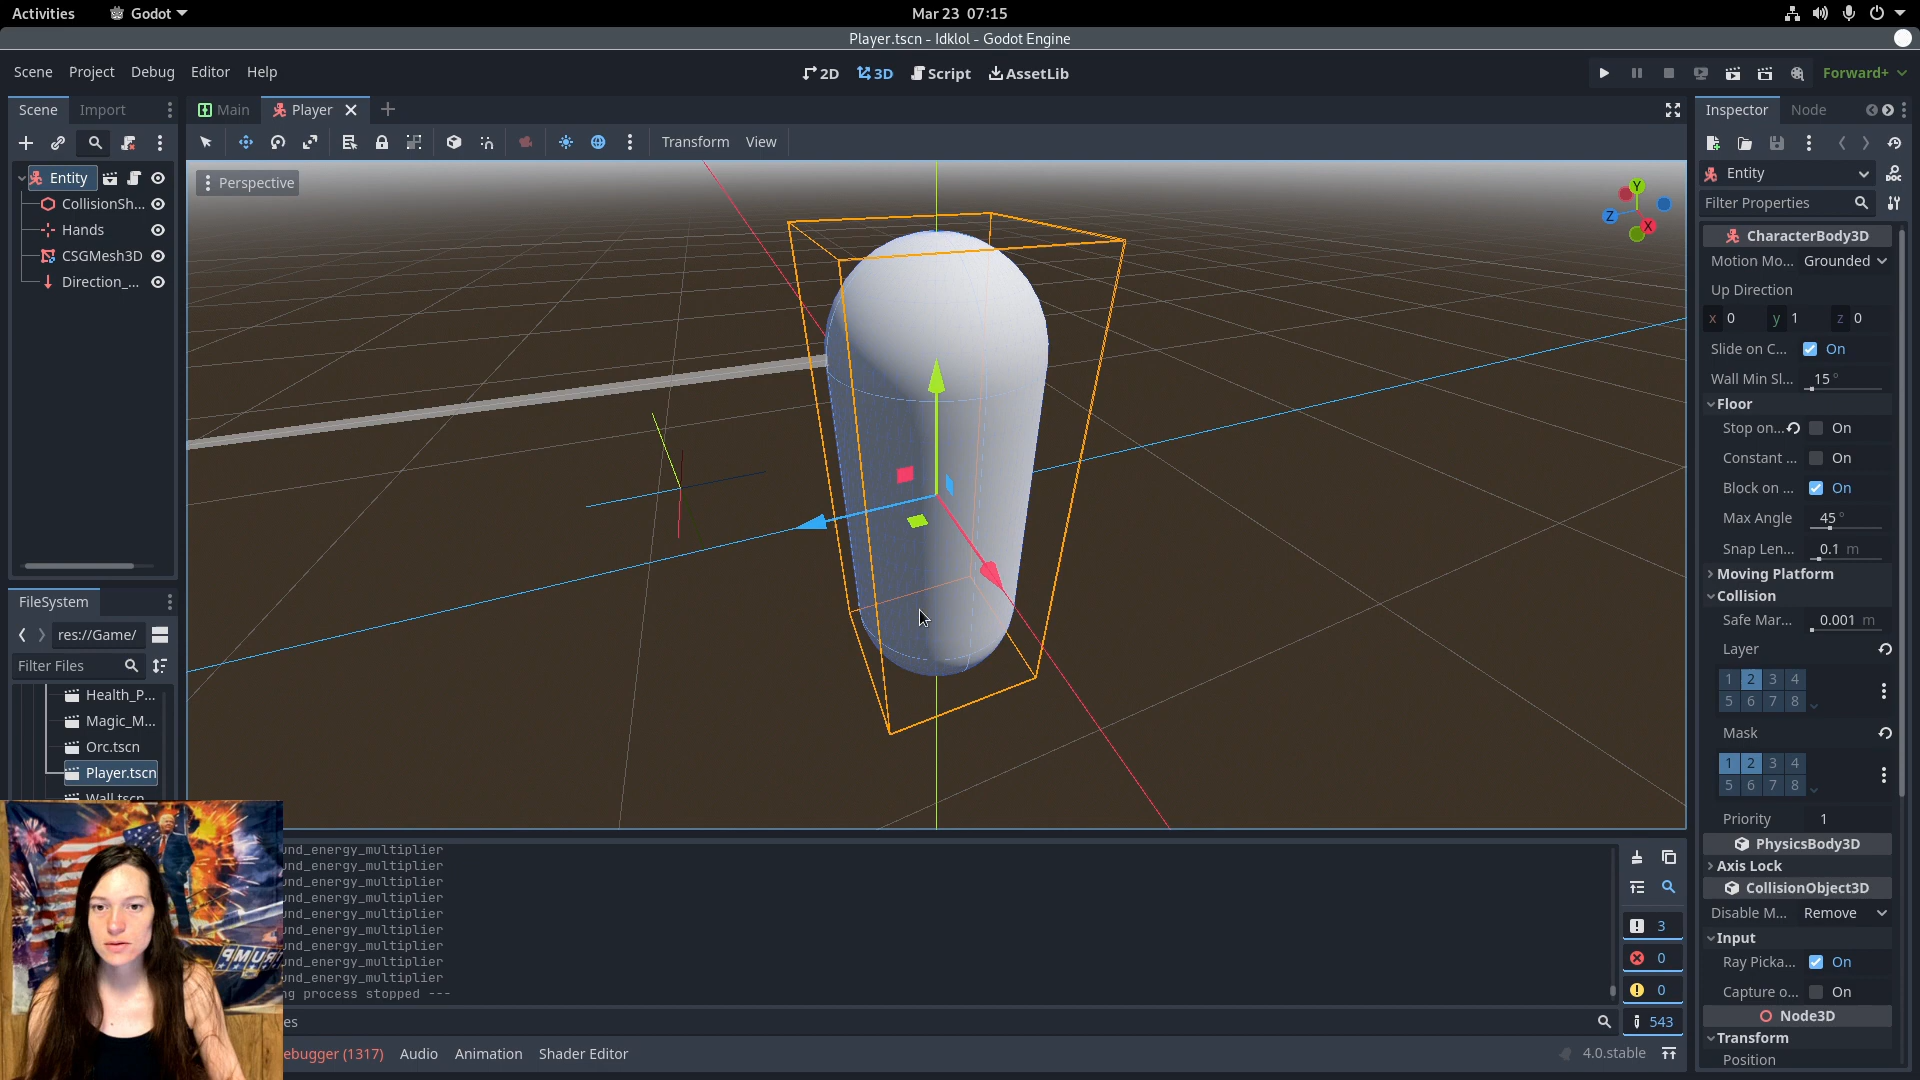 Activities
Godot
Mar 23 07:15
Player.tscn - Idklol - Godot Engine
Scene Project Debug Editor Help
2D 3D Script AssetLib
Forward+
Scene Import
Main Player
Inspector Node
Transform View
Perspective
Entity
CollisionSh...
Hands
CSGMesh3D
Direction_...
FileSystem
res://Game/
Filter Files
Health_P...
Magic_M...
Orc.tscn
Player.tscn
Wall.tscn
Y
Z
X
Entity
Filter Properties
CharacterBody3D
Motion Mo... Grounded
Up Direction
x 0 y 1 z 0
Slide on C... On
Wall Min Sl... 15 °
Floor
Stop on... On
Constant ... On
Block on ... On
Max Angle 45 °
Snap Len... 0.1 m
Moving Platform
Collision
Safe Mar... 0.001 m
Layer
1 2 3 4
5 6 7 8
Mask
1 2 3 4
5 6 7 8
Priority 1
PhysicsBody3D
Axis Lock
CollisionObject3D
Disable M... Remove
Input
Ray Picka... On
Capture o... On
Node3D
Transform
Position
und_energy_multiplier
und_energy_multiplier
und_energy_multiplier
und_energy_multiplier
und_energy_multiplier
und_energy_multiplier
und_energy_multiplier
und_energy_multiplier
und_energy_multiplier
ng process stopped ---
es
3
0
0
543
ebugger (1317) Audio Animation Shader Editor
4.0.stable